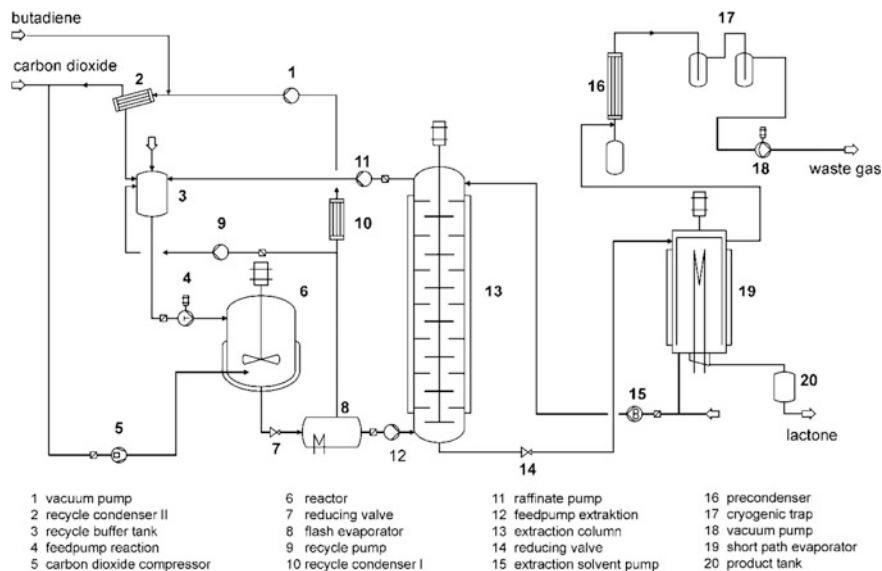 butadiene
carbon dioxide
2
1
17
16
11
18
waste gas
3
9
10
4
6
13
19
20
15
5
7
8
12
14
lactone
1 vacuum pump
2 recycle condenser II
3 recycle buffer tank
4 feedpump reaction
5 carbon dioxide compressor
6 reactor
7 reducing valve
8 flash evaporator
9 recycle pump
10 recycle condenser I
11 raffinate pump
12 feedpump extraktion
13 extraction column
14 reducing valve
15 extraction solvent pump
16 precondenser
17 cryogenic trap
18 vacuum pump
19 short path evaporator
20 product tank